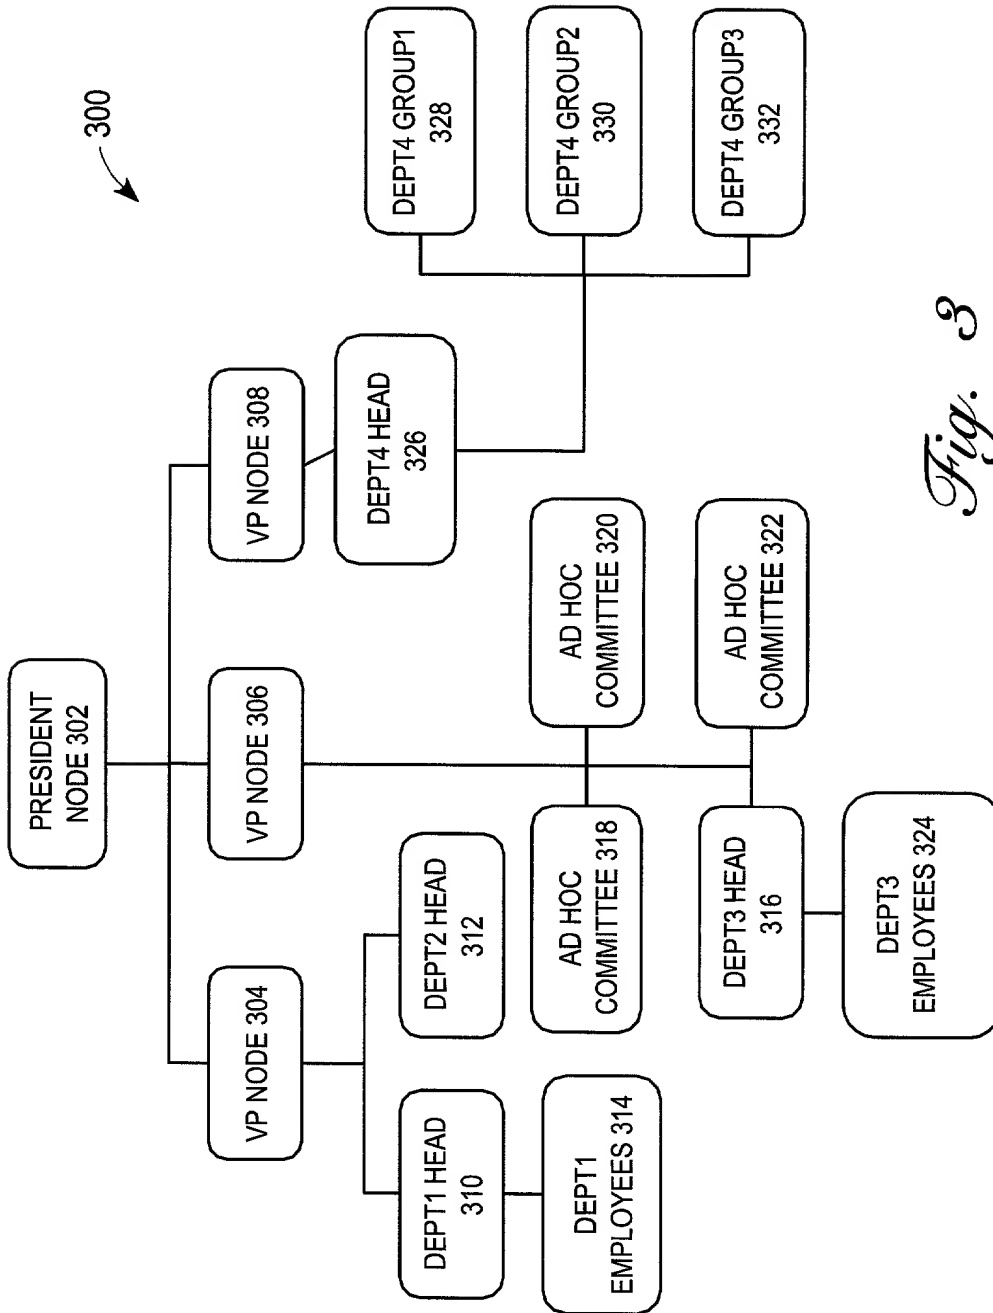 300
PRESIDENT
NODE 302
VP NODE 304
VP NODE 306
VP NODE 308
DEPT1 HEAD
310
DEPT2 HEAD
312
DEPT4 HEAD
326
DEPT1
EMPLOYEES 314
AD HOC
COMMITTEE 318
AD HOC
COMMITTEE 320
DEPT3 HEAD
316
AD HOC
COMMITTEE 322
DEPT3
EMPLOYEES 324
DEPT4 GROUP1
328
DEPT4 GROUP2
330
DEPT4 GROUP3
332
Fig. 3